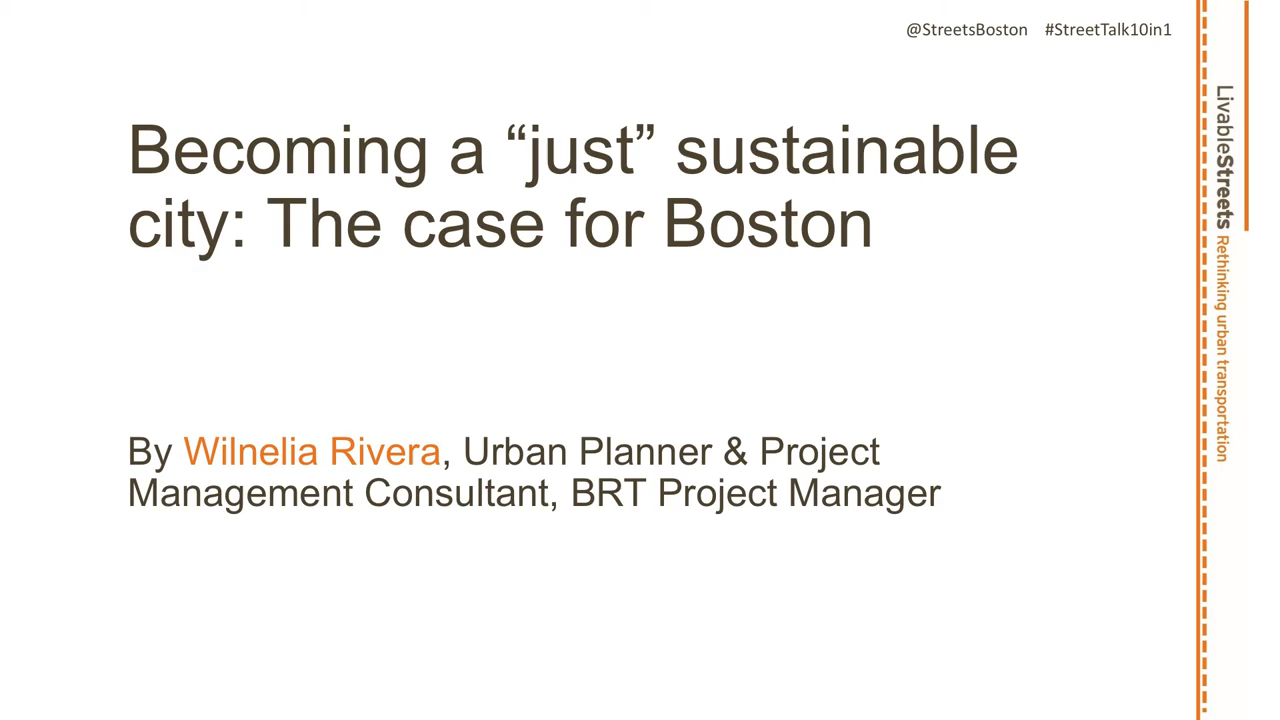 @StreetsBoston #StreetTalk10in1
Becoming a “just” sustainable
city: The case for Boston
By Wilnelia Rivera, Urban Planner & Project
Management Consultant, BRT Project Manager
LivableStreets Rethinking urban transportation